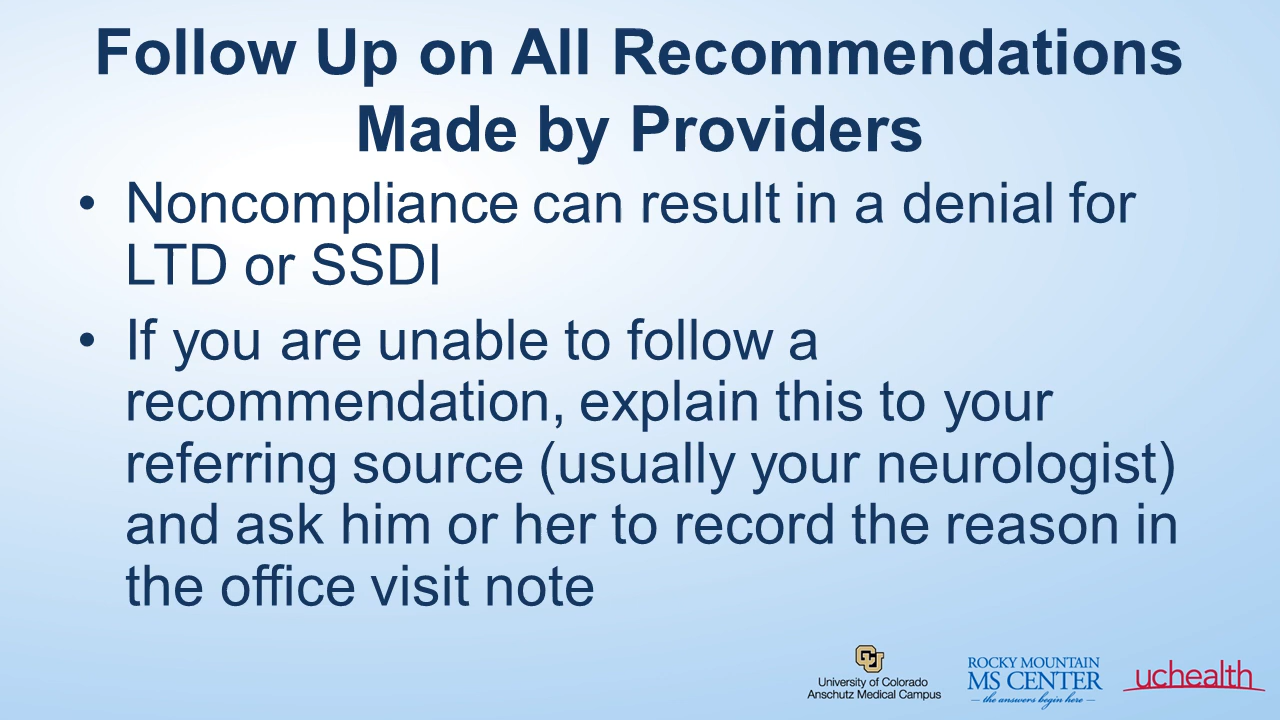 Follow Up on All Recommendations
Made by Providers
• Noncompliance can result in a denial for
LTD or SSDI
• If you are unable to follow a
recommendation, explain this to your
referring source (usually your neurologist)
and ask him or her to record the reason in
the office visit note
CU
University of Colorado
Anschutz Medical Campus
ROCKY MOUNTAIN
MS CENTER
— the answers begin here —
uchealth